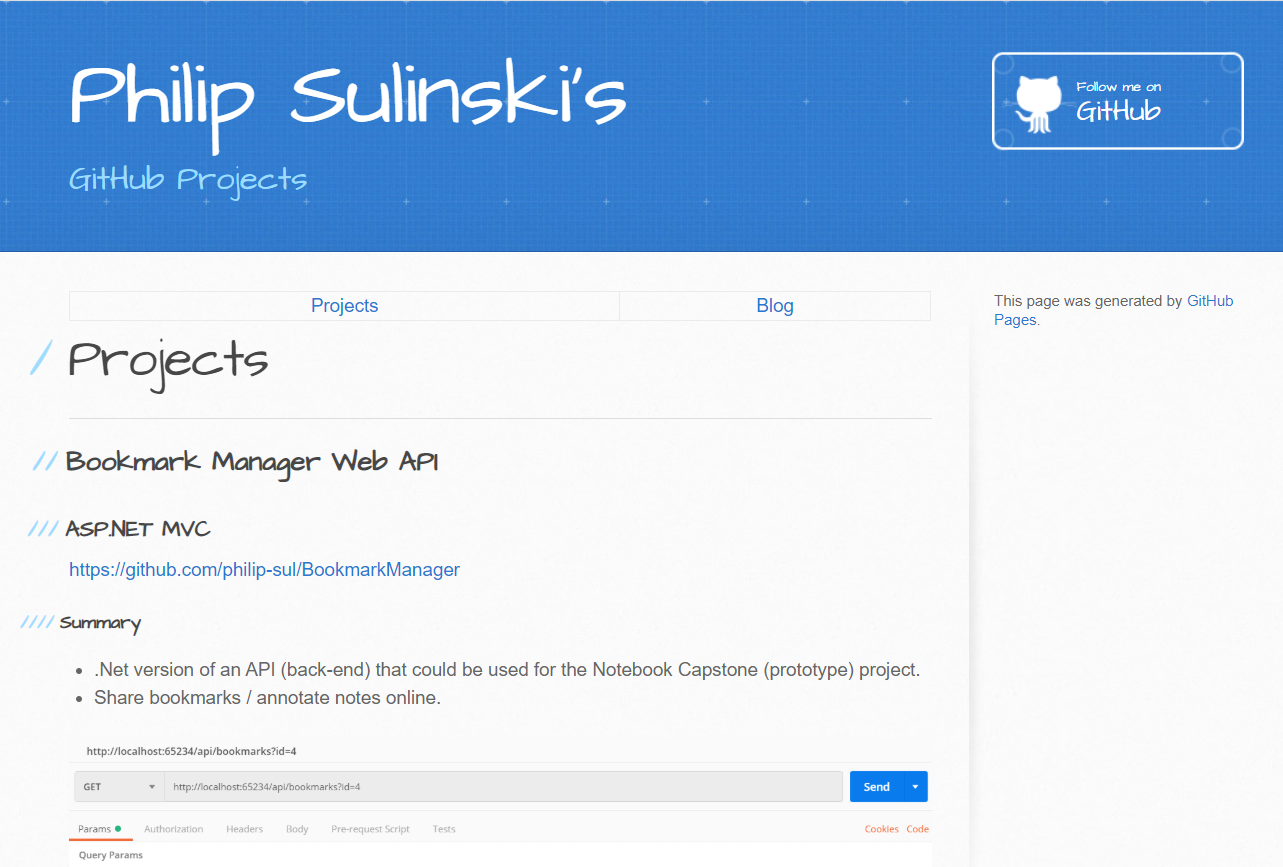 Philip Sulinski's
GitHub Projects
Follow me on
GitHub
Projects
Blog
This page was generated by GitHub
Pages.
/ Projects
// Bookmark Manager Web API
/// ASP.NET MVC
https://github.com/philip-sul/BookmarkManager
//// Summary
• .Net version of an API (back-end) that could be used for the Notebook Capstone (prototype) project.
• Share bookmarks / annotate notes online.
http://localhost:65234/api/bookmarks?id=4
GET http://localhost:65234/api/bookmarks?id=4 Send
Params Authorization Headers Body Pre-request Script Tests Cookies Code
Query Params